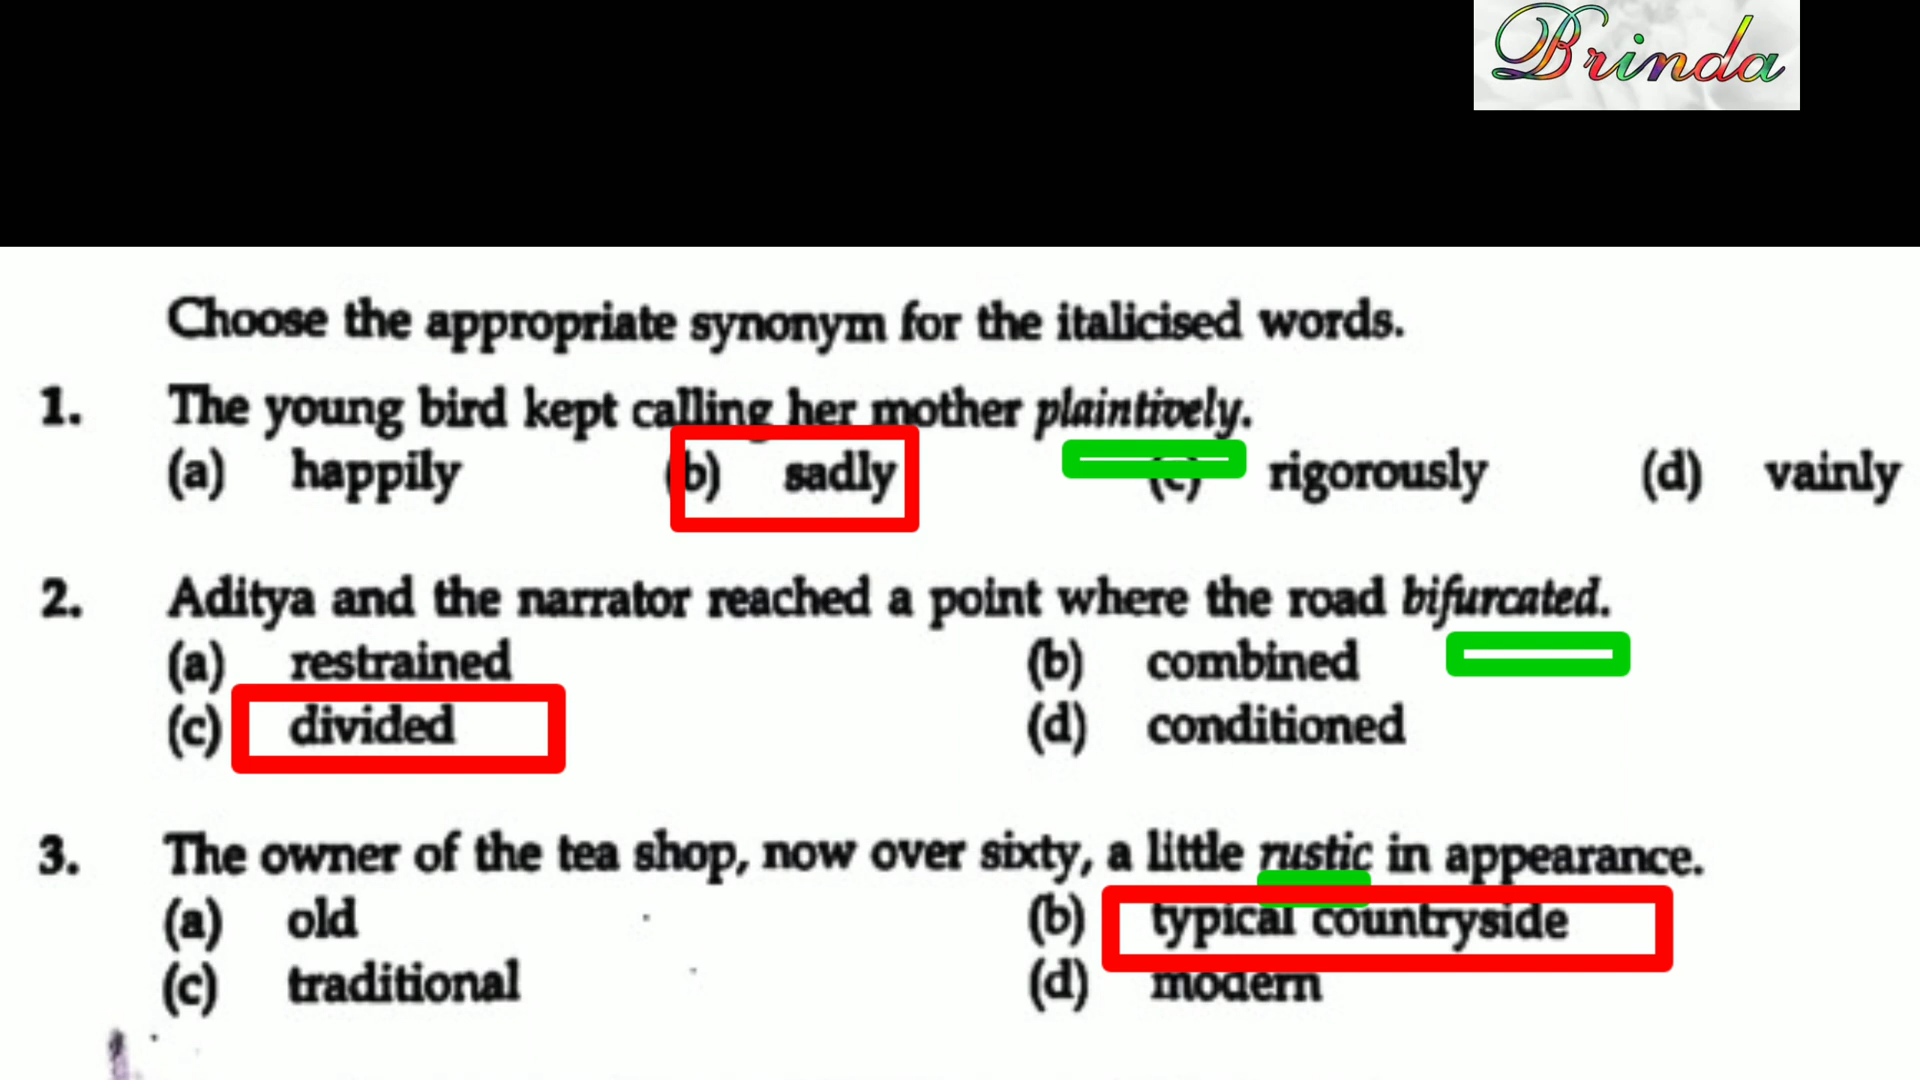 Brinda
Choose the appropriate synonym for the italicised words.
1. The young bird kept calling her mother plaintively.
(a) happily (b) sadly (c) rigorously (d) vainly
2. Aditya and the narrator reached a point where the road bifurcated.
(a) restrained (b) combined
(c) divided (d) conditioned
3. The owner of the tea shop, now over sixty, a little rustic in appearance.
(a) old (b) typical countryside
(c) traditional (d) modern